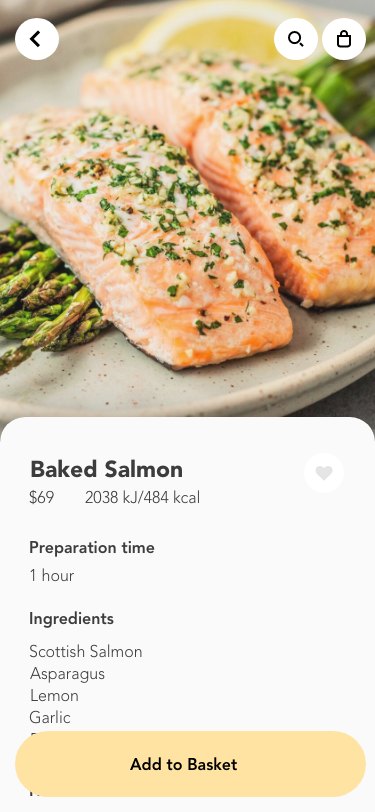 Baked Salmon
$69 2038 kJ/484 kcal
Preparation time
1 hour
Ingredients
Scottish Salmon
Asparagus
Lemon
Garlic
Add to Basket